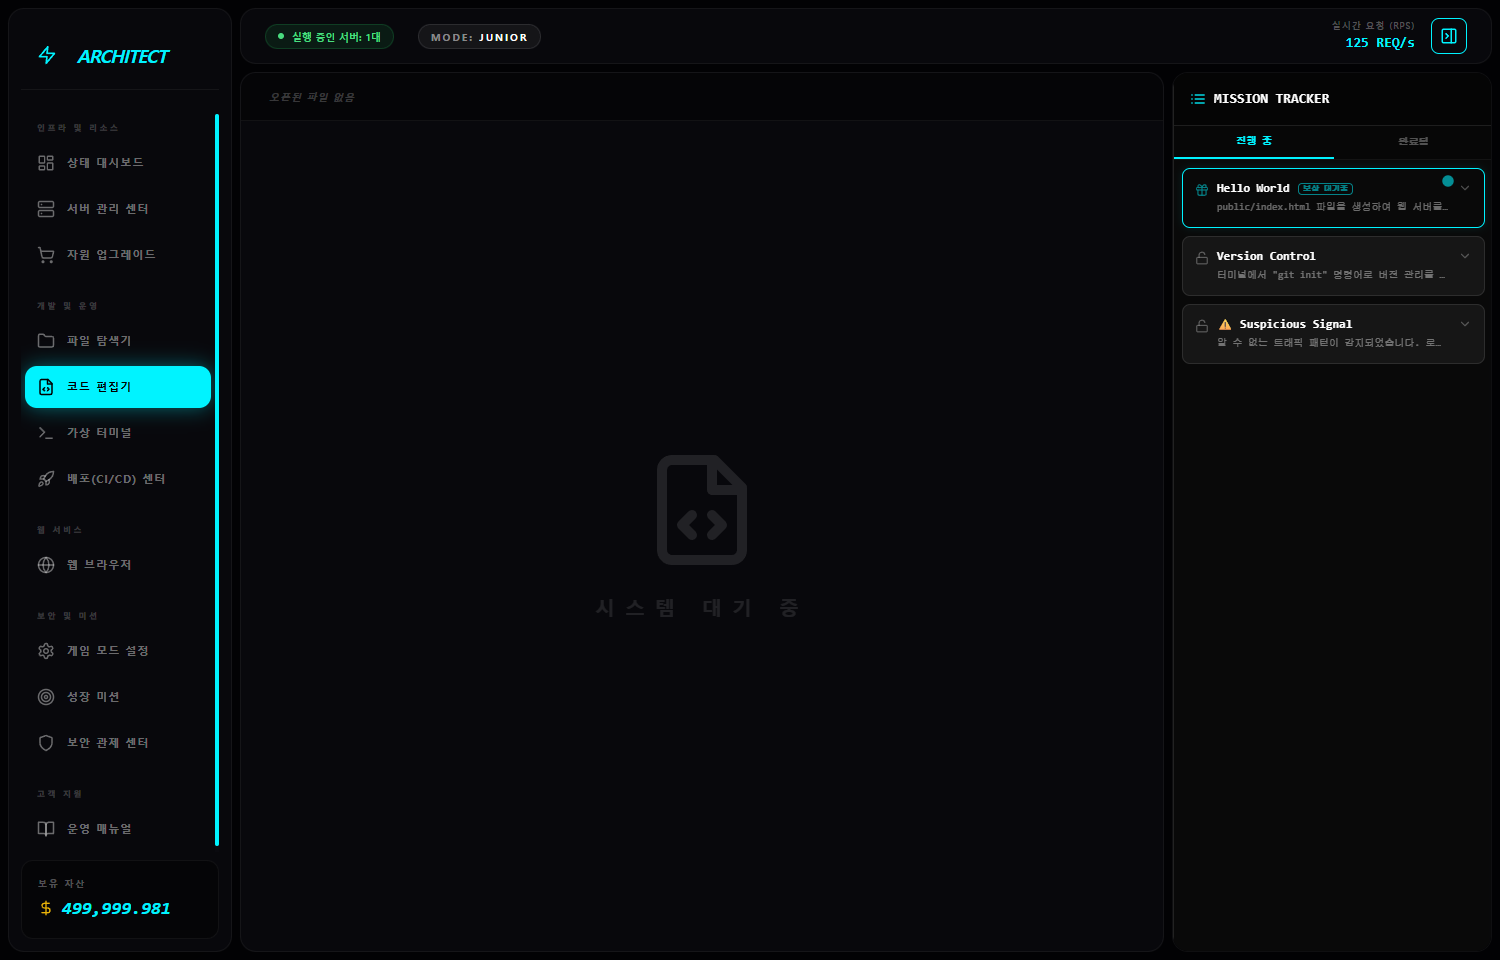 ARCHITECT
인프라 및 리소스
상태 대시보드
서버 관리 센터
자원 업그레이드
개발 및 운영
파일 탐색기
코드 편집기
가상 터미널
배포(CI/CD) 센터
웹 서비스
웹 브라우저
보안 및 미션
게임 모드 설정
성장 미션
보안 관제 센터
고객 지원
운영 매뉴얼
보유 자산
$ 499,999.981
실행 중인 서버: 1대
MODE: JUNIOR
실시간 요청 (RPS)
125 REQ/s
오픈된 파일 없음
시스템 대기 중
MISSION TRACKER
진행 중
완료됨
Hello World 보상 대기중
public/index.html 파일을 생성하여 웹 서버를…
Version Control
터미널에서 "git init" 명령어로 버전 관리를 …
Suspicious Signal
알 수 없는 트래픽 패턴이 감지되었습니다. 로…